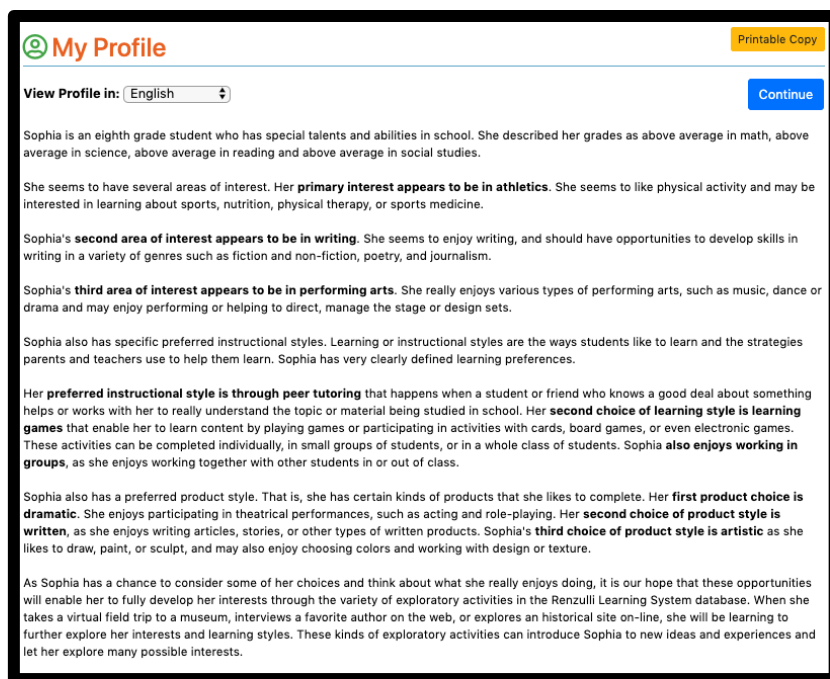 My Profile
Printable Copy
View Profile in: English
Continue
Sophia is an eighth grade student who has special talents and abilities in school. She described her grades as above average in math, above
average in science, above average in reading and above average in social studies.
She seems to have several areas of interest. Her primary interest appears to be in athletics. She seems to like physical activity and may be
interested in learning about sports, nutrition, physical therapy, or sports medicine.
Sophia's second area of interest appears to be in writing. She seems to enjoy writing, and should have opportunities to develop skills in
writing in a variety of genres such as fiction and non-fiction, poetry, and journalism.
Sophia's third area of interest appears to be in performing arts. She really enjoys various types of performing arts, such as music, dance or
drama and may enjoy performing or helping to direct, manage the stage or design sets.
Sophia also has specific preferred instructional styles. Learning or instructional styles are the ways students like to learn and the strategies
parents and teachers use to help them learn. Sophia has very clearly defined learning preferences.
Her preferred instructional style is through peer tutoring that happens when a student or friend who knows a good deal about something
helps or works with her to really understand the topic or material being studied in school. Her second choice of learning style is learning
games that enable her to learn content by playing games or participating in activities with cards, board games, or even electronic games.
These activities can be completed individually, in small groups of students, or in a whole class of students. Sophia also enjoys working in
groups, as she enjoys working together with other students in or out of class.
Sophia also has a preferred product style. That is, she has certain kinds of products that she likes to complete. Her first product choice is
dramatic. She enjoys participating in theatrical performances, such as acting and role-playing. Her second choice of product style is
written, as she enjoys writing articles, stories, or other types of written products. Sophia's third choice of product style is artistic as she
likes to draw, paint, or sculpt, and may also enjoy choosing colors and working with design or texture.
As Sophia has a chance to consider some of her choices and think about what she really enjoys doing, it is our hope that these opportunities
will enable her to fully develop her interests through the variety of exploratory activities in the Renzulli Learning System database. When she
takes a virtual field trip to a museum, interviews a favorite author on the web, or explores an historical site on-line, she will be learning to
further explore her interests and learning styles. These kinds of exploratory activities can introduce Sophia to new ideas and experiences and
let her explore many possible interests.